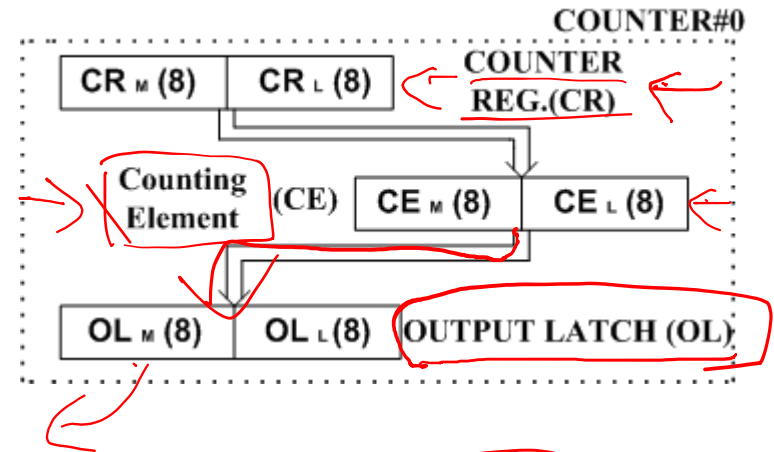 COUNTER#0
CR M (8) CR L (8) COUNTER REG.(CR)
Counting Element (CE) CE M (8) CE L (8)
OL M (8) OL L (8) OUTPUT LATCH (OL)